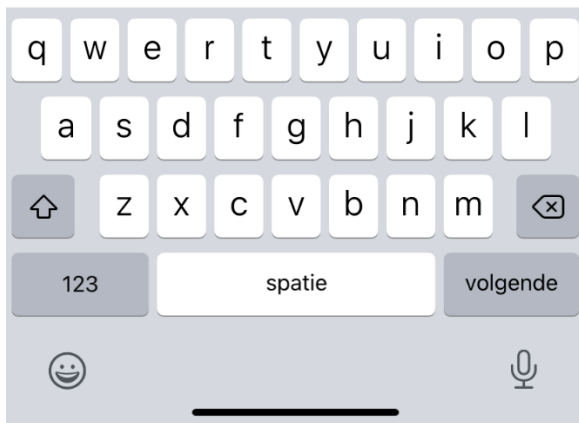 q w e r t y u i o p
a s d f g h j k l
z x c v b n m
123 spatie volgende